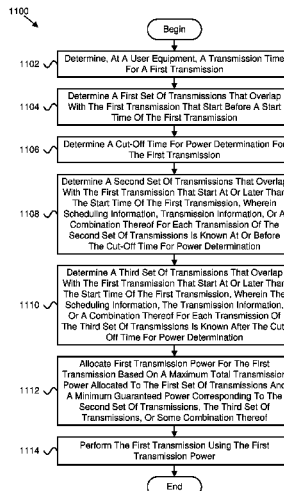 1100
Begin
1102
Determine, At A User Equipment, A Transmission Time
For A First Transmission
1104
Determine A First Set Of Transmissions That Overlap
With The First Transmission That Start Before A Start
Time Of The First Transmission
1106
Determine A Cut-Off Time For Power Determination For
The First Transmission
1108
Determine A Second Set Of Transmissions That Overlap
With The First Transmission That Start At Or Later Than
The Start Time Of The First Transmission, Wherein
Scheduling Information, Transmission Information, Or A
Combination Thereof For Each Transmission Of The
Second Set Of Transmissions Is Known At Or Before
The Cut-Off Time For Power Determination
1110
Determine A Third Set Of Transmissions That Overlap
With The First Transmission That Start At Or Later Than
The Start Time Of The First Transmission, Wherein The
Scheduling Information, The Transmission Information,
Or A Combination Thereof For Each Transmission Of
The Third Set Of Transmissions Is Known After The Cut-
Off Time For Power Determination
1112
Allocate First Transmission Power For The First
Transmission Based On A Maximum Total Transmission
Power Allocated To The First Set Of Transmissions And
A Minimum Guaranteed Power Corresponding To The
Second Set Of Transmissions, The Third Set Of
Transmissions, Or Some Combination Thereof
1114
Perform The First Transmission Using The First
Transmission Power
End